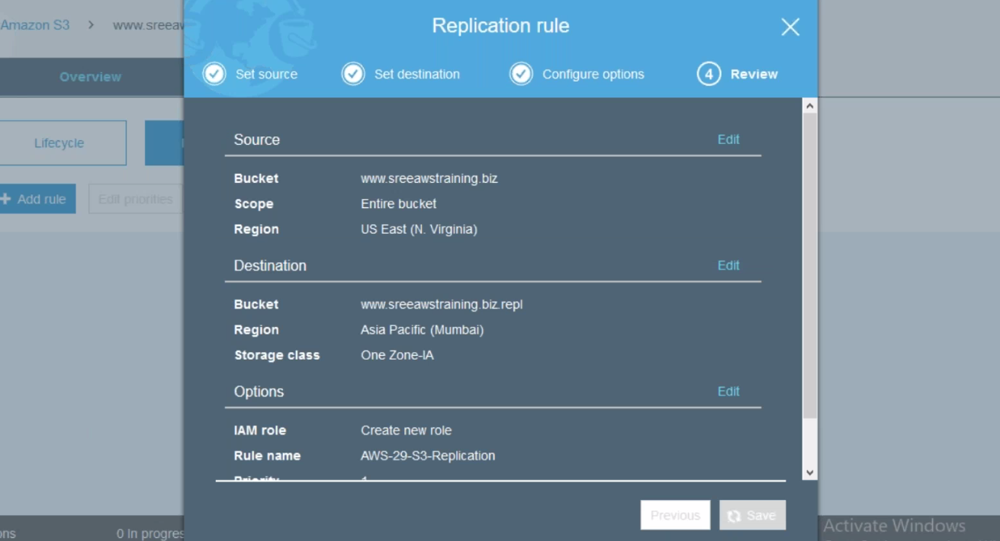 Amazon S3 > www.sreeaw
Replication rule
Overview
Set source
Set destination
Configure options
4 Review
Lifecycle
+ Add rule
Edit priorities
Source Edit
Bucket www.sreeawstraining.biz
Scope Entire bucket
Region US East (N. Virginia)
Destination Edit
Bucket www.sreeawstraining.biz.repl
Region Asia Pacific (Mumbai)
Storage class One Zone-IA
Options Edit
IAM role Create new role
Rule name AWS-29-S3-Replication
Priority 1
Previous
Save
ons
0 In progres
Activate Windows